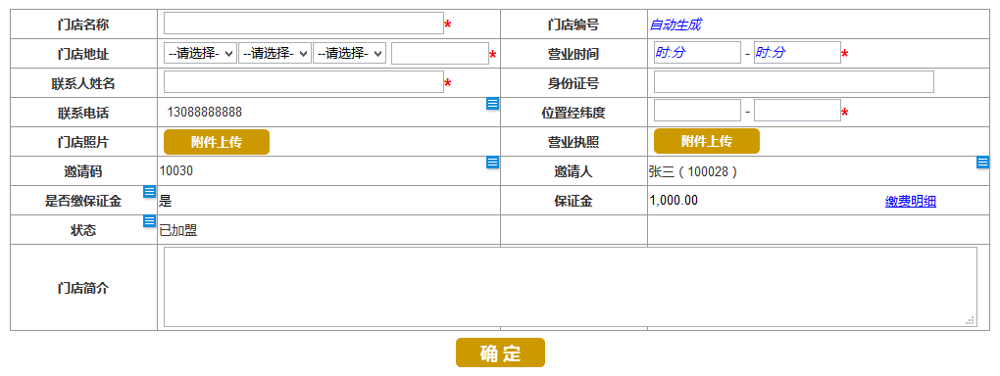 门店名称 * 门店编号 自动生成
门店地址 --请选择- --请选择- --请选择- * 营业时间 时:分 - 时:分 *
联系人姓名 * 身份证号
联系电话 13088888888 位置经纬度 - *
门店照片 附件上传 营业执照 附件上传
邀请码 10030 邀请人 张三（100028）
是否缴保证金 是 保证金 1,000.00 缴费明细
状态 已加盟
门店简介
确 定